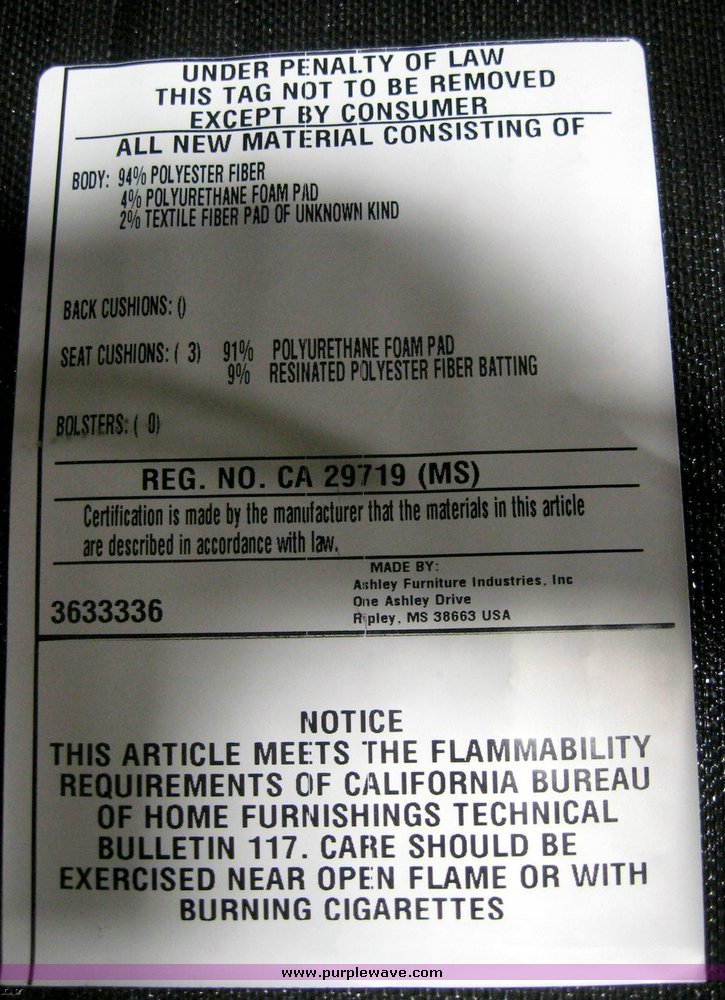 UNDER PENALTY OF LAW
THIS TAG NOT TO BE REMOVED
EXCEPT BY CONSUMER
ALL NEW MATERIAL CONSISTING OF
BODY: 94% POLYESTER FIBER
4% POLYURETHANE FOAM PAD
2% TEXTILE FIBER PAD OF UNKNOWN KIND
BACK CUSHIONS: ()
SEAT CUSHIONS: ( 3) 91% POLYURETHANE FOAM PAD
9% RESINATED POLYESTER FIBER BATTING
BOLSTERS: ( 0)
REG. NO. CA 29719 (MS)
Certification is made by the manufacturer that the materials in this article
are described in accordance with law.
MADE BY:
Ashley Furniture Industries, Inc
One Ashley Drive
3633336
Ripley, MS 38663 USA
NOTICE
THIS ARTICLE MEETS THE FLAMMABILITY
REQUIREMENTS OF CALIFORNIA BUREAU
OF HOME FURNISHINGS TECHNICAL
BULLETIN 117. CARE SHOULD BE
EXERCISED NEAR OPEN FLAME OR WITH
BURNING CIGARETTES
www.purplewave.com